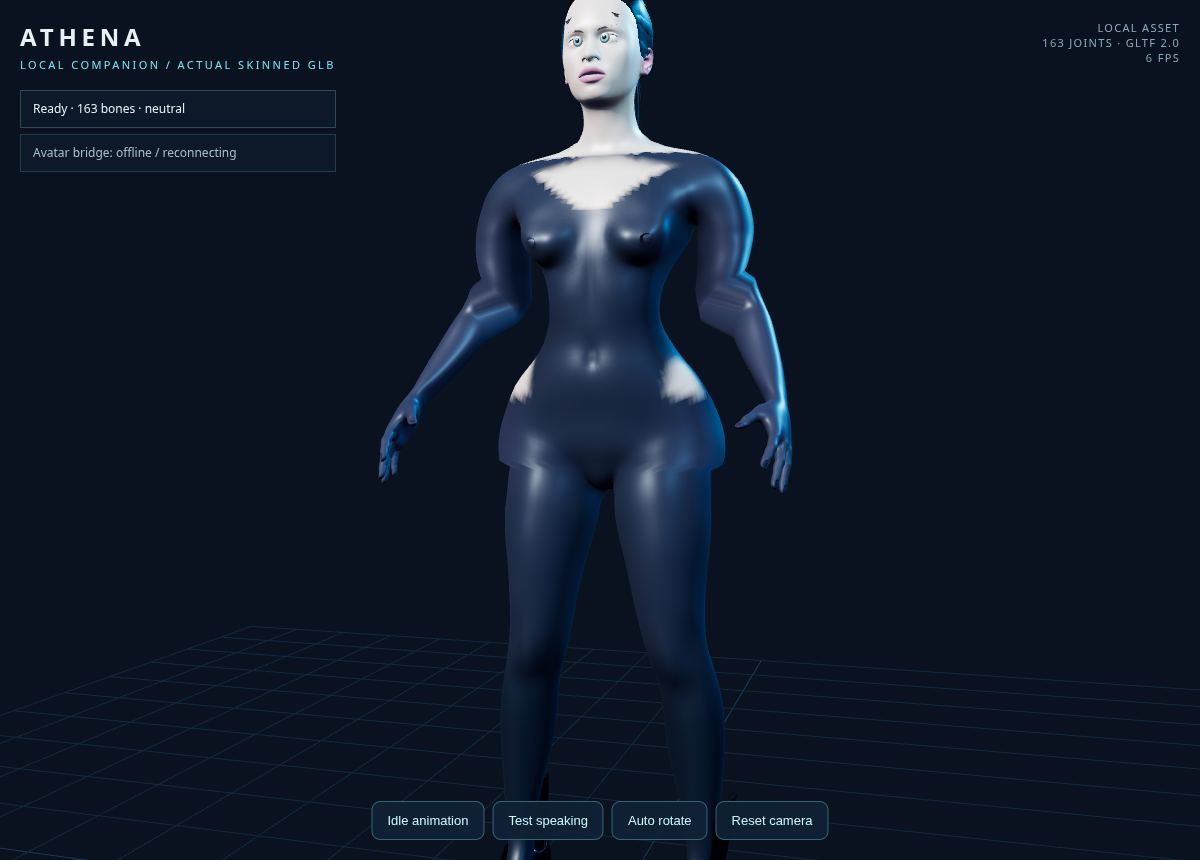 ATHENA
LOCAL COMPANION / ACTUAL SKINNED GLB
Ready · 163 bones · neutral
Avatar bridge: offline / reconnecting
LOCAL ASSET
163 JOINTS · GLTF 2.0
6 FPS
Idle animation
Test speaking
Auto rotate
Reset camera